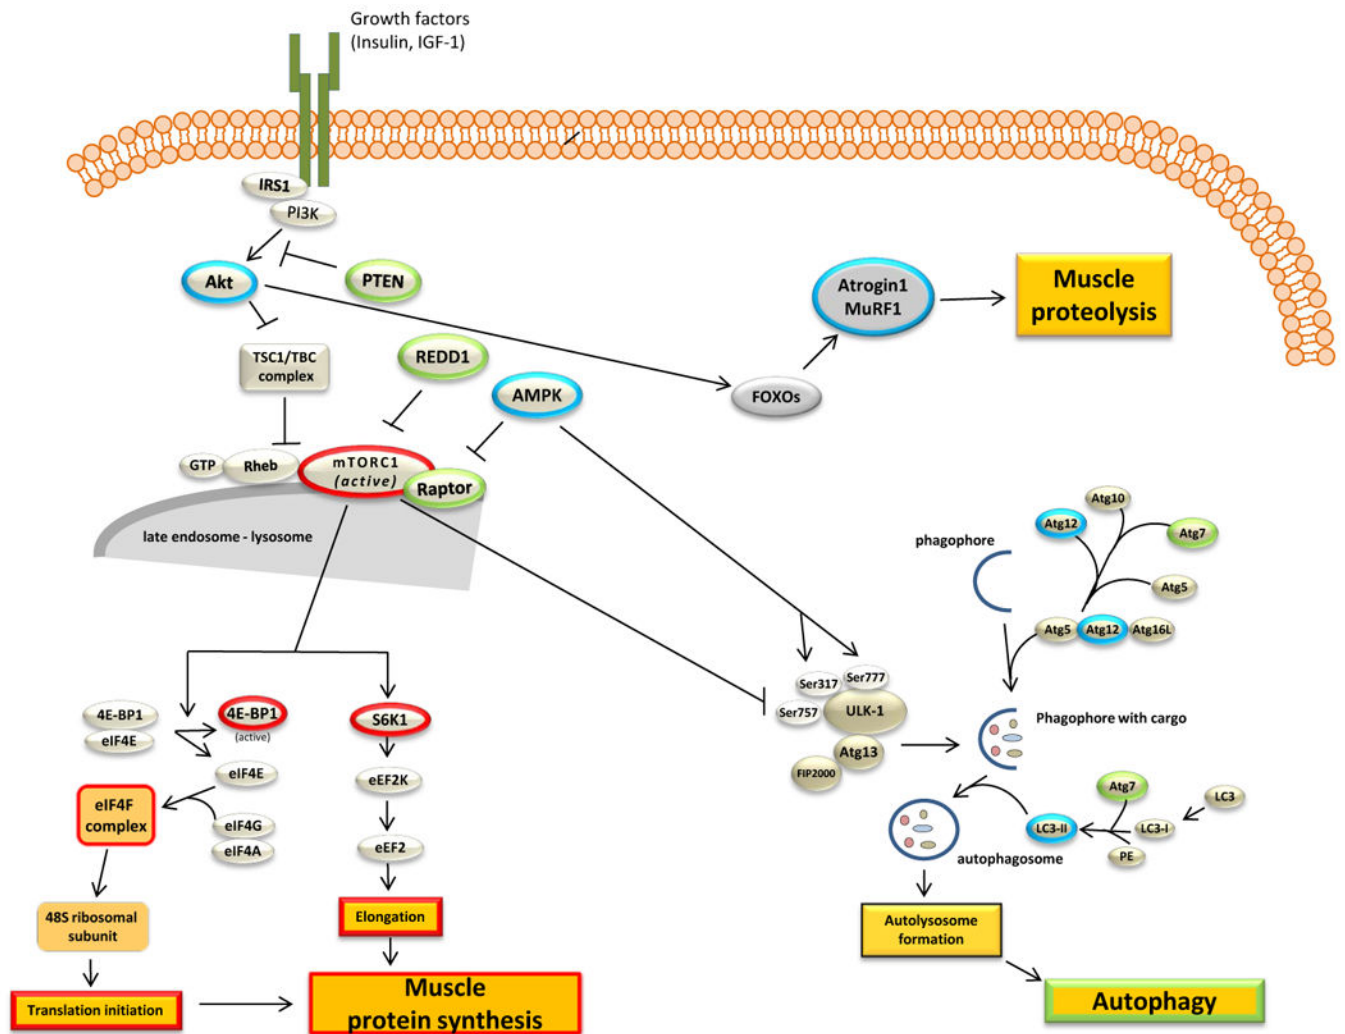 Growth factors
(Insulin, IGF-1)
IRS1
PI3K
Akt
PTEN
Atrogin1
MuRF1
Muscle
proteolysis
TSC1/TBC
complex
REDD1
AMPK
FOXOs
GTP
Rheb
mTORC1
(active)
Raptor
late endosome - lysosome
Atg10
Atg12
Atg7
phagophore
Atg5
Atg5
Atg12
Atg16L
Ser317
Ser777
Ser757
ULK-1
Atg13
FIP2000
Phagophore with cargo
4E-BP1
eIF4E
4E-BP1
(active)
S6K1
eIF4E
eEF2K
eIF4F
complex
eIF4G
eIF4A
eEF2
Atg7
LC3
LC3-II
LC3-I
PE
autophagosome
48S ribosomal
subunit
Elongation
Autolysosome
formation
Translation initiation
Muscle
protein synthesis
Autophagy